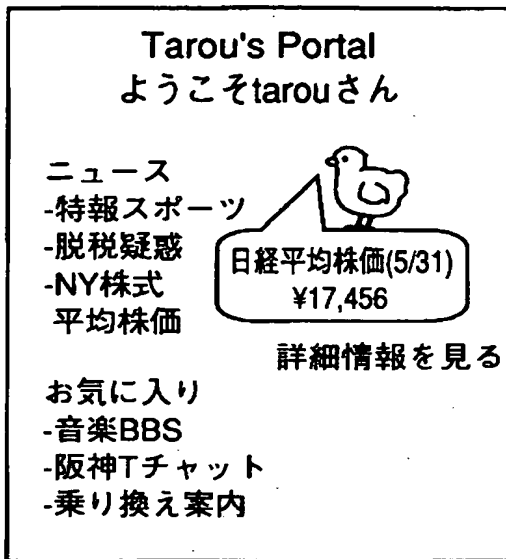 Tarou's Portal
ようこそtarouさん
ニュース
-特報スポーツ
-脱税疑惑
-NY株式
平均株価
日経平均株価(5/31)
¥17,456
詳細情報を見る
お気に入り
-音楽BBS
-阪神Tチャット
-乗り換え案内